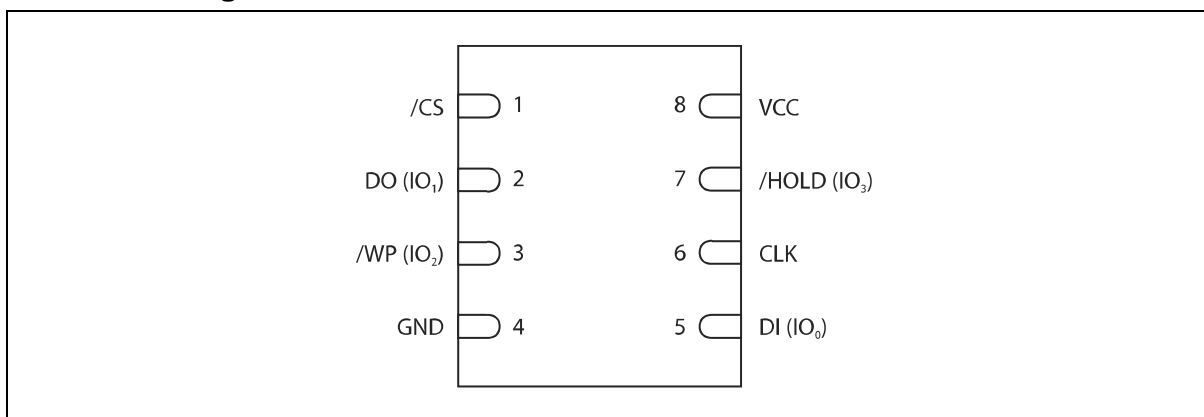 /CS 1 8 VCC
DO (IO₁) 2 7 /HOLD (IO₃)
/WP (IO₂) 3 6 CLK
GND 4 5 DI (IO₀)